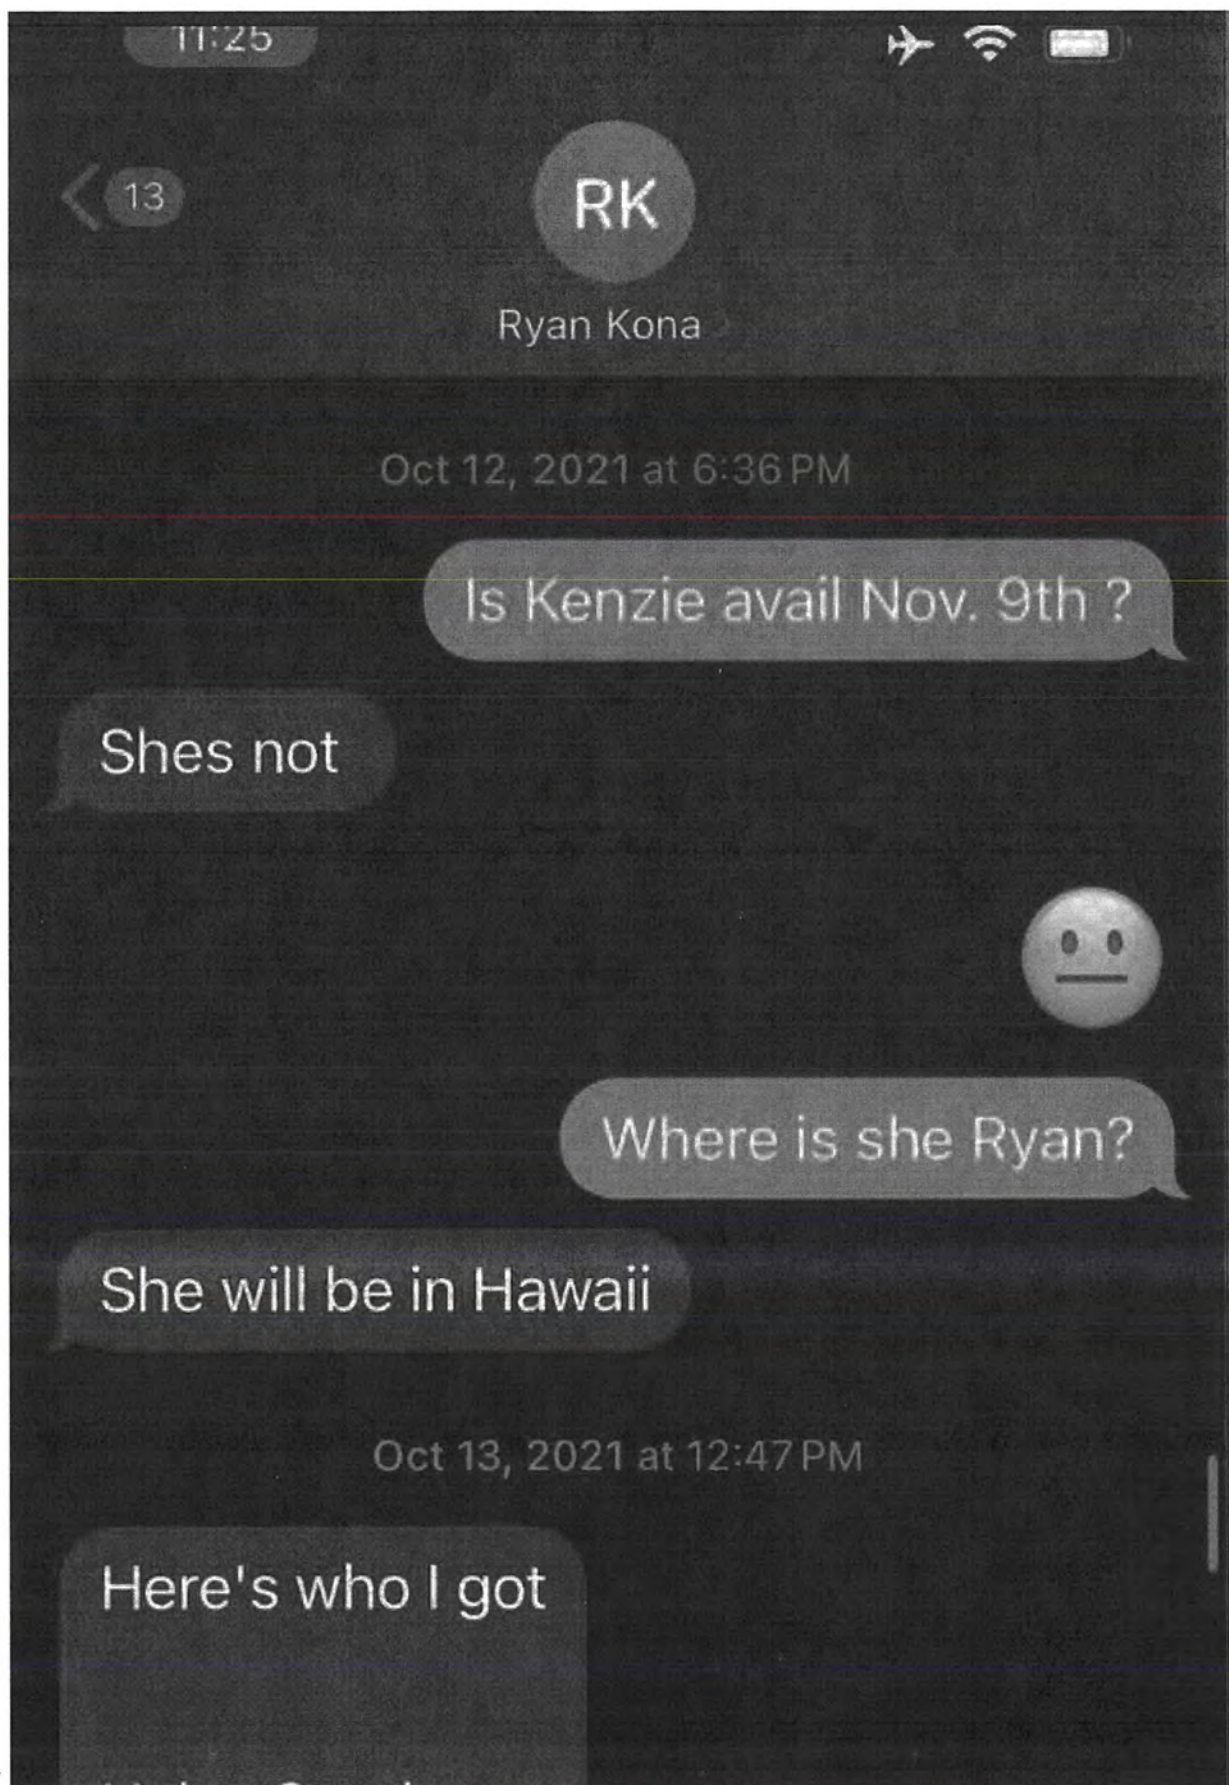 11:25
13
RK
Ryan Kona
Oct 12, 2021 at 6:36 PM
Is Kenzie avail Nov. 9th ?
Shes not
😐
Where is she Ryan?
She will be in Hawaii
Oct 13, 2021 at 12:47 PM
Here's who I got